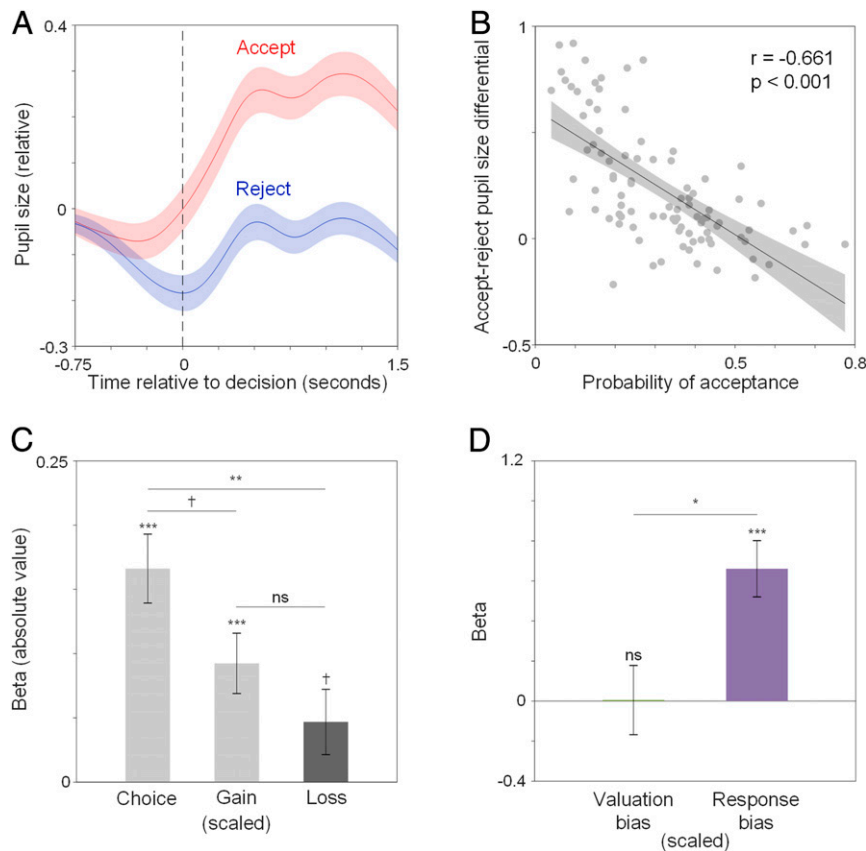 A
0.4
Accept
Reject
0
-0.3
-0.75
0
1.5
Pupil size (relative)
Time relative to decision (seconds)
B
r = -0.661
p < 0.001
1
0
-0.5
0
0.5
0.8
Accept-reject pupil size differential
Probability of acceptance
C
0.25
**
†
***
ns
***
†
0
Beta (absolute value)
Choice
Gain
Loss
(scaled)
D
1.2
*
***
ns
0
-0.4
Beta
Valuation
bias
Response
bias
(scaled)